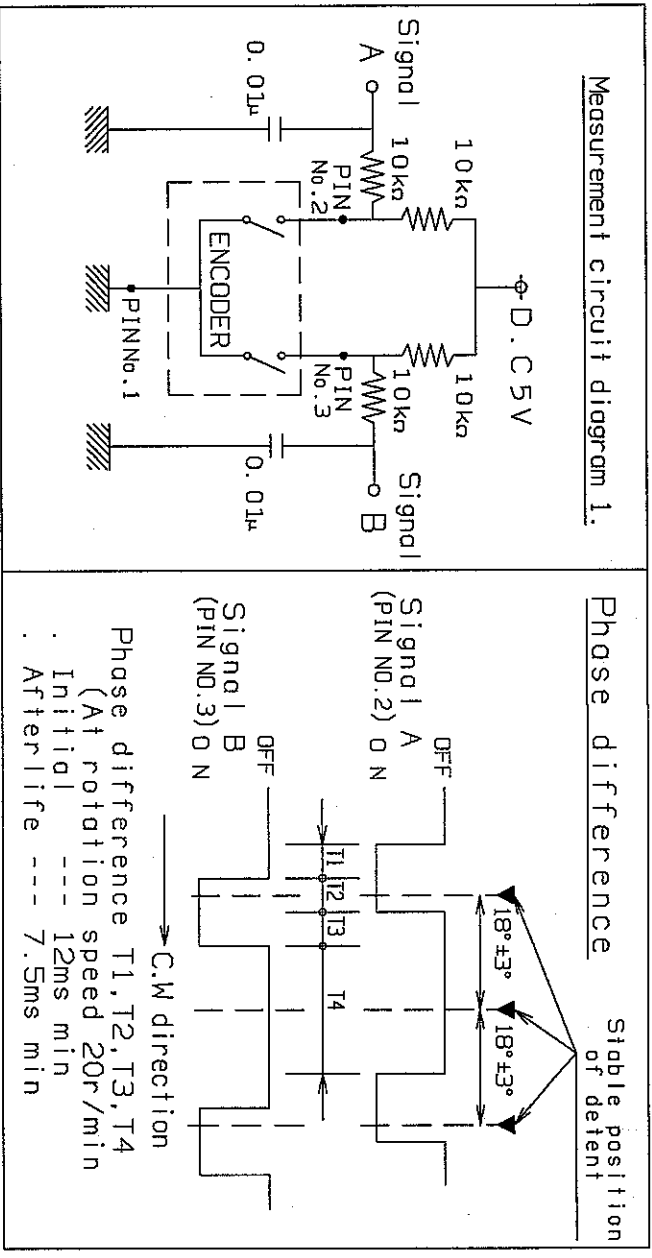 Measurement circuit diagram 1.
D.C 5V
10kΩ
10kΩ
10kΩ
10kΩ
Signal
A
Signal
B
PIN
No.2
PIN
No.3
0.01μ
0.01μ
ENCODER
PIN No.1
Phase difference
Stable position
of detent
18°±3°
18°±3°
Signal A
(PIN NO.2)
OFF
ON
T1
T2
T3
T4
Signal B
(PIN NO.3)
OFF
ON
C.W direction
Phase difference T1,T2,T3,T4
(At rotation speed 20r/min
. Initial --- 12ms min
. Afterlife --- 7.5ms min